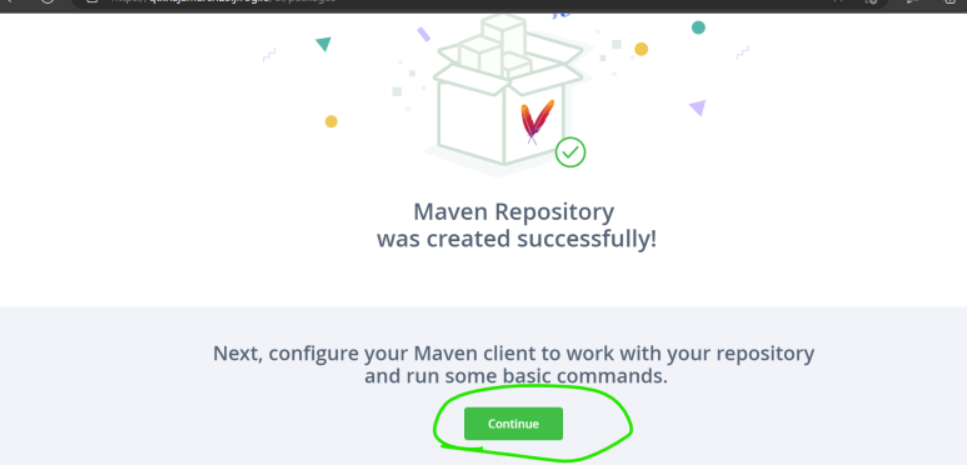 Maven Repository
was created successfully!
Next, configure your Maven client to work with your repository
and run some basic commands.
Continue